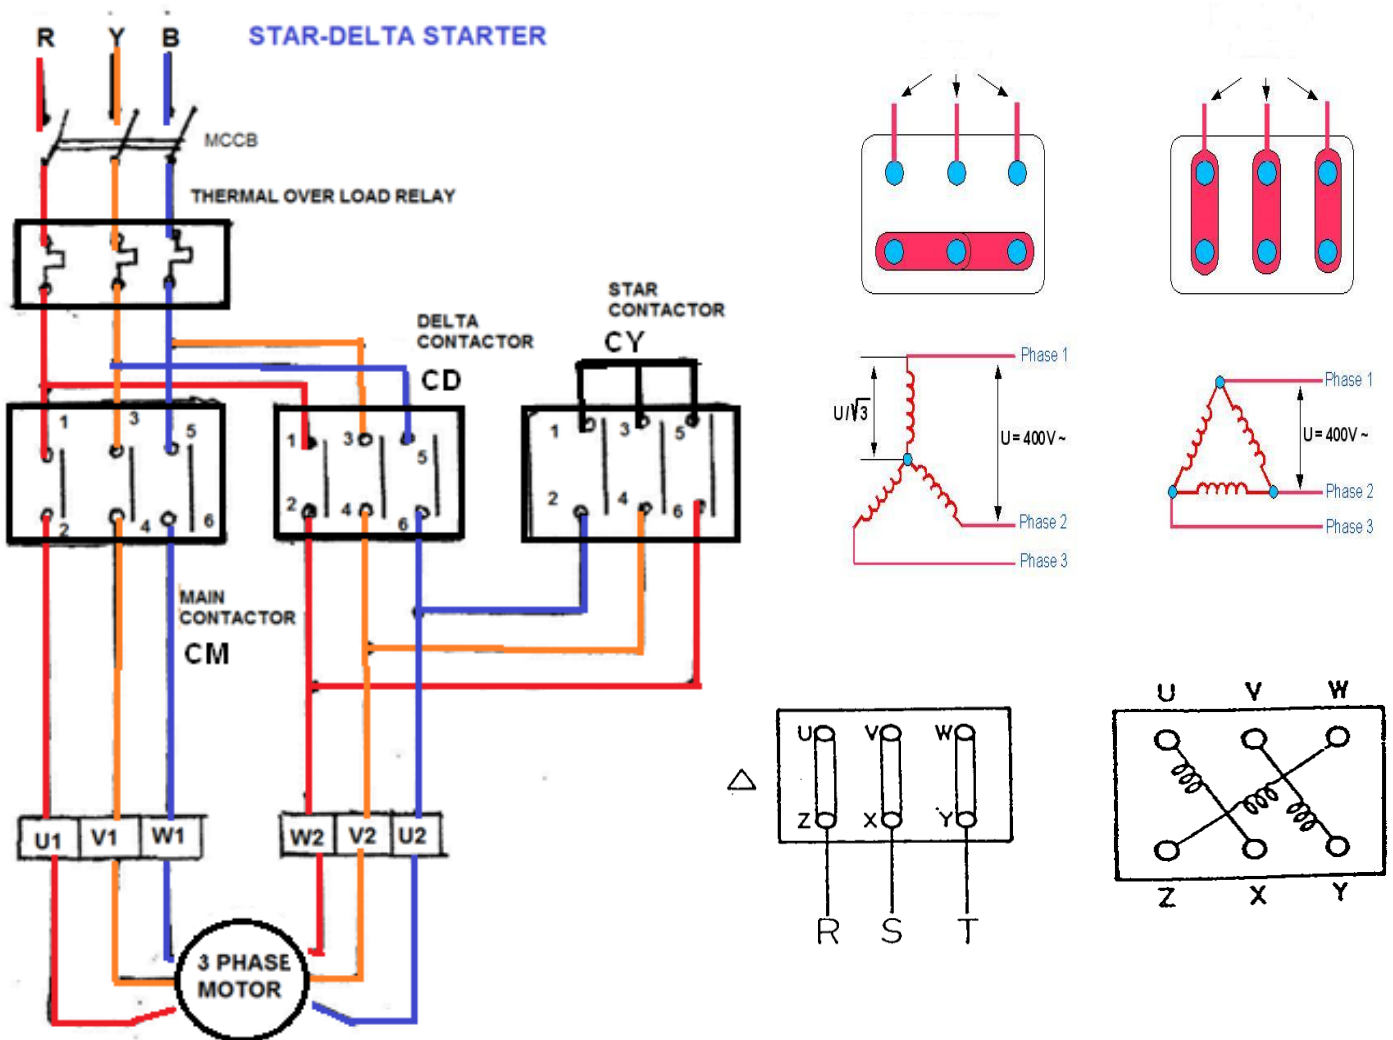 R Y B
STAR-DELTA STARTER
MCCB
THERMAL OVER LOAD RELAY
DELTA
CONTACTOR
CD
STAR
CONTACTOR
CY
1 3 5
2 4 6
1 3 5
2 4 6
1 3 5
2 4 6
MAIN
CONTACTOR
CM
U1 V1 W1
W2 V2 U2
3 PHASE
MOTOR
Phase 1
U/√3
U = 400V ~
Phase 2
Phase 3
Phase 1
U = 400V ~
Phase 2
Phase 3
U V W
Z X Y
R S T
U V W
Z X Y